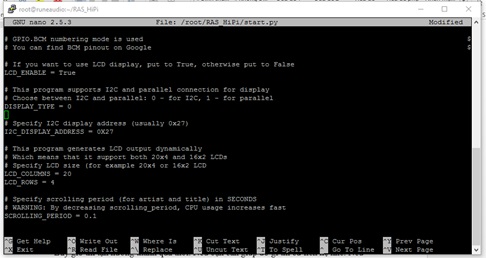 root@runeaudio:~/RAS_HiFi
GNU nano 2.5.3 File: /root/RAS_HiFi/start.py Modified
# GPIO.BCM numbering mode is used $
# You can find BCM pinout on Google $
# If you want to use LCD display, put to True, otherwise put to False
LCD_ENABLE = True
# This program supports I2C and parallel connection for display
# Choose between I2C and parallel: 0 - for I2C, 1 - for parallel
DISPLAY_TYPE = 0
# Specify I2C display address (usually 0x27)
I2C_DISPLAY_ADDRESS = 0X27
# This program generates LCD output dynamically
# Which means that it support both 20x4 and 16x2 LCDs
# Specify LCD size (for example 20x4 or 16x2 LCD
LCD_COLUMNS = 20
LCD_ROWS = 4
# Specify scrolling period (for artist and title) in SECONDS
# WARNING: By decreasing scrolling_period, CPU usage increases fast
SCROLLING_PERIOD = 0.1
^G Get Help ^O Write Out ^W Where Is ^K Cut Text ^J Justify ^C Cur Pos ^Y Prev Page
^X Exit ^R Read File ^\ Replace ^U Uncut Text ^T To Spell ^_ Go To Line ^V Next Page